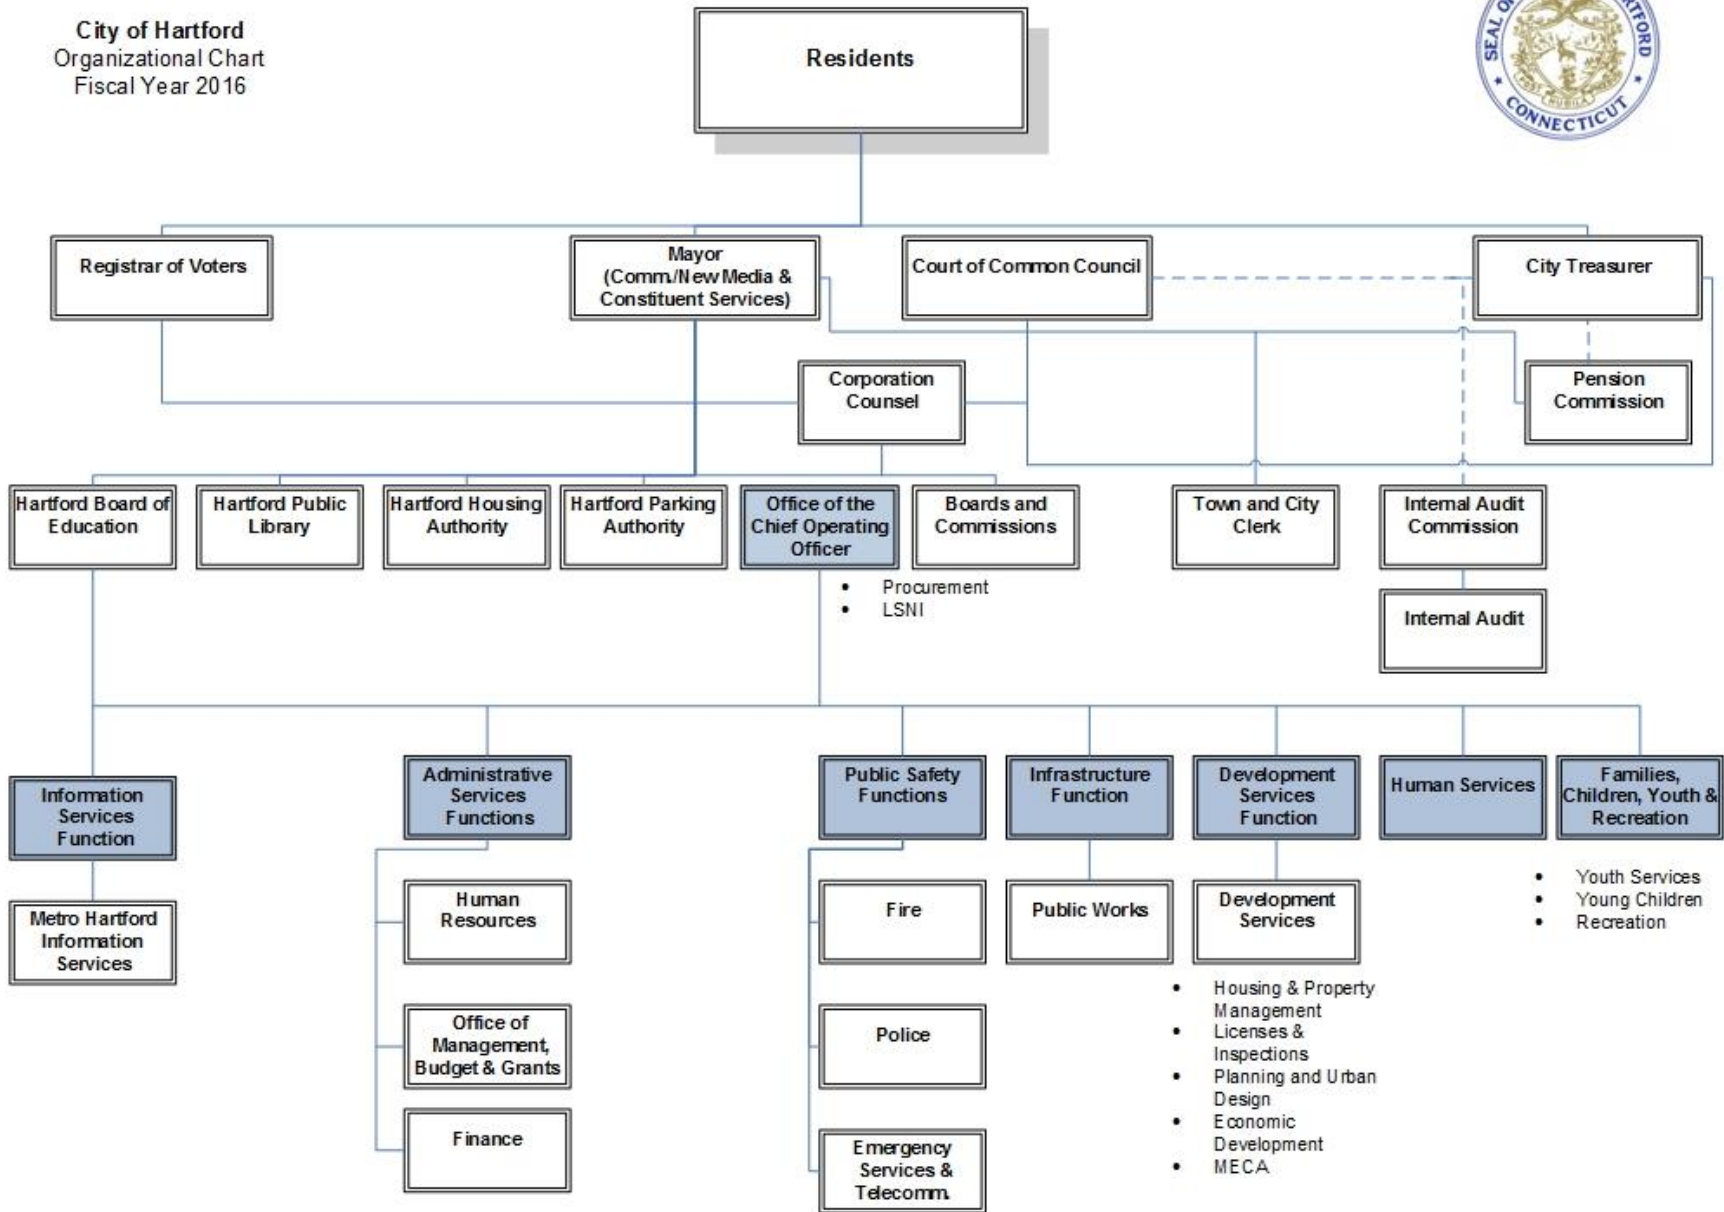 City of Hartford
Organizational Chart
Fiscal Year 2016
Residents
SEAL OF
RTFORD
CONNECTICUT
POST
NUBILA
Registrar of Voters
Mayor
(Comm./New Media &
Constituent Services)
Court of Common Council
City Treasurer
Corporation
Counsel
Pension
Commission
Hartford Board of
Education
Hartford Public
Library
Hartford Housing
Authority
Hartford Parking
Authority
Office of the
Chief Operating
Officer
Boards and
Commissions
Town and City
Clerk
Internal Audit
Commission
• Procurement
• LSNI
Internal Audit
Information
Services
Function
Administrative
Services
Functions
Public Safety
Functions
Infrastructure
Function
Development
Services
Function
Human Services
Families,
Children, Youth &
Recreation
Metro Hartford
Information
Services
Human
Resources
Office of
Management,
Budget & Grants
Finance
Fire
Police
Emergency
Services &
Telecomm.
Public Works
Development
Services
• Housing & Property
Management
• Licenses &
Inspections
• Planning and Urban
Design
• Economic
Development
• MECA
• Youth Services
• Young Children
• Recreation